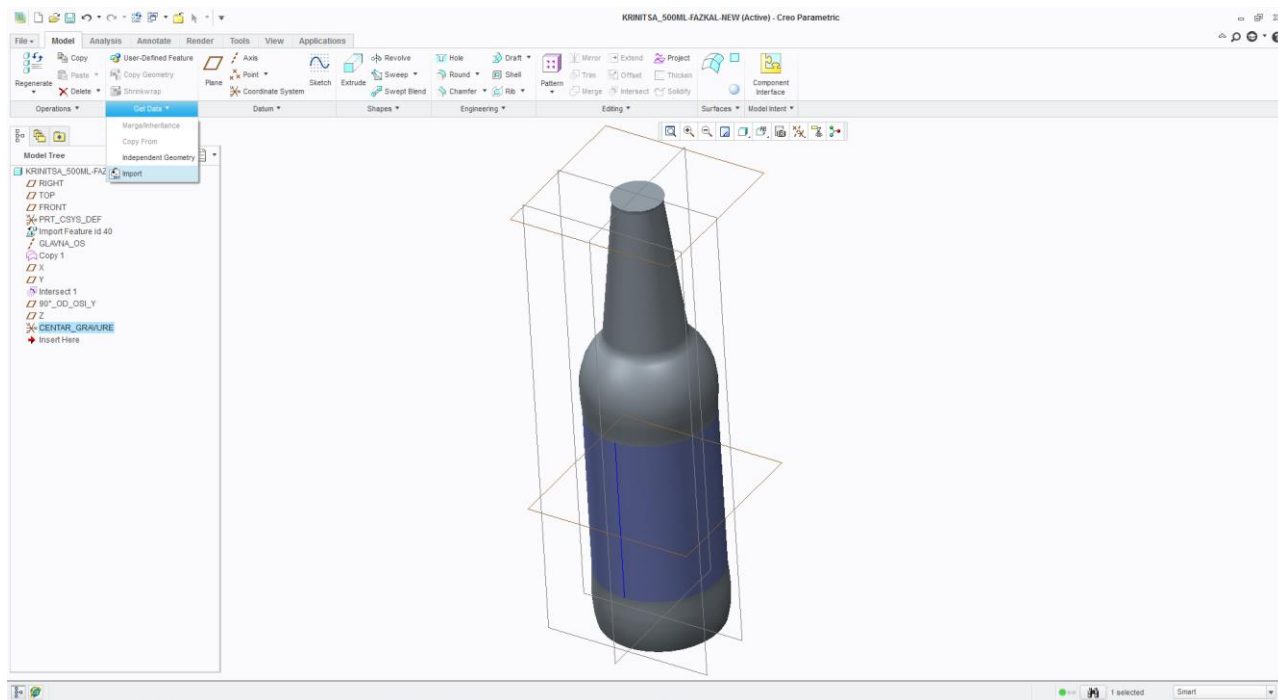 KRINITSA_500ML-FAZKAL-NEW (Active) - Creo Parametric
File Model Analysis Annotate Render Tools View Applications
Regenerate Copy Paste Delete
User-Defined Feature Copy Geometry Shrinkwrap
Plane Axis Point Coordinate System Sketch
Extrude Revolve Sweep Swept Blend
Hole Round Chamfer Draft Shell Rib
Pattern Mirror Trim Merge Extend Offset Intersect Project Thicken Solidify
Component Interface
Operations Get Data Datum Shapes Engineering Editing Surfaces Model Intent
Merge/Inheritance
Copy From
Independent Geometry
Import
Model Tree
KRINITSA_500ML-FAZ
RIGHT
TOP
FRONT
PRT_CSYS_DEF
Import Feature id 40
GLAVNA_OS
Copy 1
X
Y
Intersect 1
90°_OD_OSI_Y
Z
CENTAR_GRAVURE
Insert Here
1 selected Smart